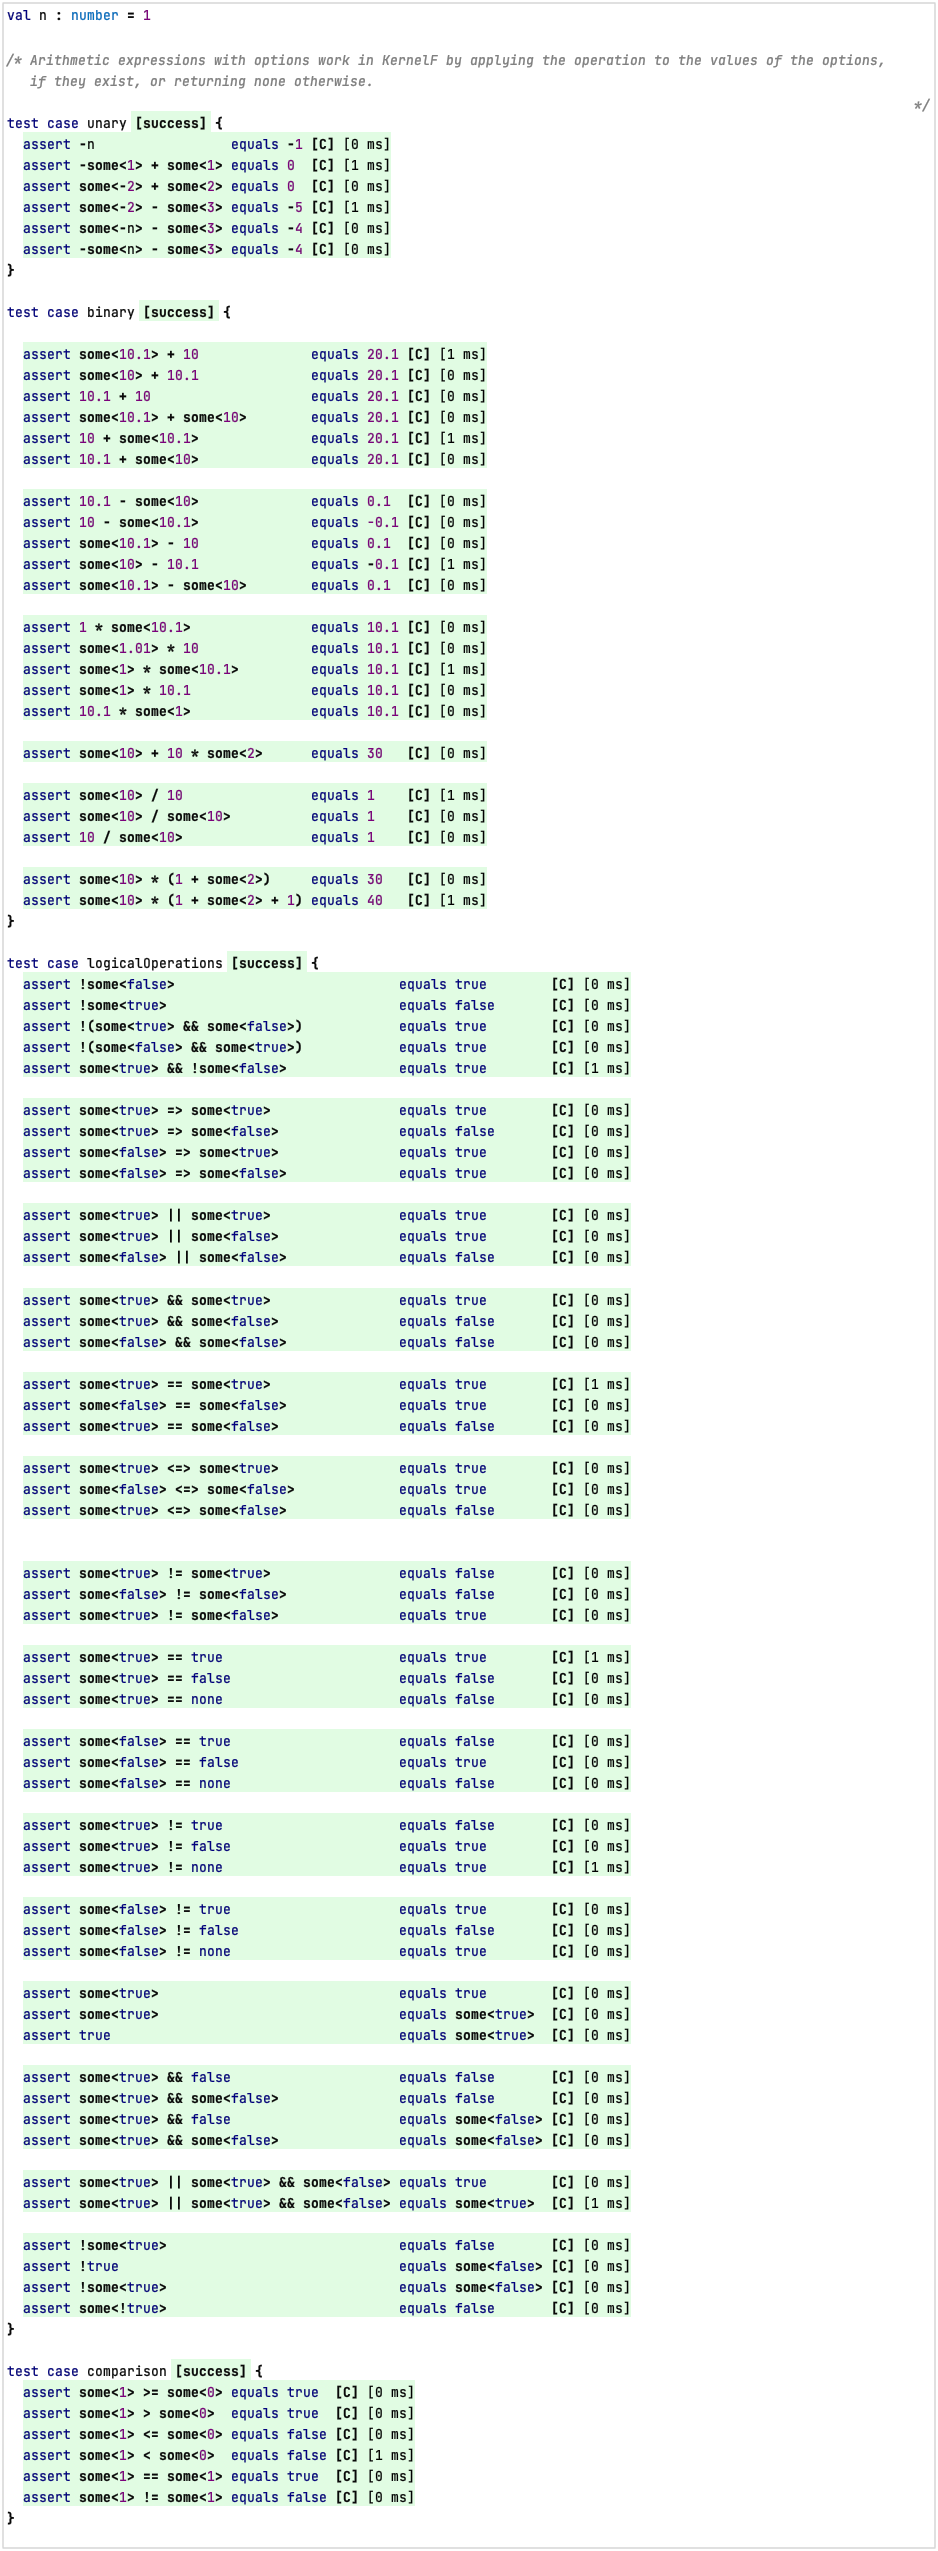 val n : number = 1
/* Arithmetic expressions with options work in KernelF by applying the operation to the values of the options,
if they exist, or returning none otherwise.
*/
test case unary [success] {
assert -n equals -1 [C] [0 ms]
assert -some<1> + some<1> equals 0 [C] [1 ms]
assert some<-2> + some<2> equals 0 [C] [0 ms]
assert some<-2> - some<3> equals -5 [C] [1 ms]
assert some<-n> - some<3> equals -4 [C] [0 ms]
assert -some<n> - some<3> equals -4 [C] [0 ms]
}
test case binary [success] {
assert some<10.1> + 10 equals 20.1 [C] [1 ms]
assert some<10> + 10.1 equals 20.1 [C] [0 ms]
assert 10.1 + 10 equals 20.1 [C] [0 ms]
assert some<10.1> + some<10> equals 20.1 [C] [0 ms]
assert 10 + some<10.1> equals 20.1 [C] [1 ms]
assert 10.1 + some<10> equals 20.1 [C] [0 ms]
assert 10.1 - some<10> equals 0.1 [C] [0 ms]
assert 10 - some<10.1> equals -0.1 [C] [0 ms]
assert some<10.1> - 10 equals 0.1 [C] [0 ms]
assert some<10> - 10.1 equals -0.1 [C] [1 ms]
assert some<10.1> - some<10> equals 0.1 [C] [0 ms]
assert 1 * some<10.1> equals 10.1 [C] [0 ms]
assert some<1.01> * 10 equals 10.1 [C] [0 ms]
assert some<1> * some<10.1> equals 10.1 [C] [1 ms]
assert some<1> * 10.1 equals 10.1 [C] [0 ms]
assert 10.1 * some<1> equals 10.1 [C] [0 ms]
assert some<10> + 10 * some<2> equals 30 [C] [0 ms]
assert some<10> / 10 equals 1 [C] [1 ms]
assert some<10> / some<10> equals 1 [C] [0 ms]
assert 10 / some<10> equals 1 [C] [0 ms]
assert some<10> * (1 + some<2>) equals 30 [C] [0 ms]
assert some<10> * (1 + some<2> + 1) equals 40 [C] [1 ms]
}
test case logicalOperations [success] {
assert !some<false> equals true [C] [0 ms]
assert !some<true> equals false [C] [0 ms]
assert !(some<true> && some<false>) equals true [C] [0 ms]
assert !(some<false> && some<true>) equals true [C] [0 ms]
assert some<true> && !some<false> equals true [C] [1 ms]
assert some<true> => some<true> equals true [C] [0 ms]
assert some<true> => some<false> equals false [C] [0 ms]
assert some<false> => some<true> equals true [C] [0 ms]
assert some<false> => some<false> equals true [C] [0 ms]
assert some<true> || some<true> equals true [C] [0 ms]
assert some<true> || some<false> equals true [C] [0 ms]
assert some<false> || some<false> equals false [C] [0 ms]
assert some<true> && some<true> equals true [C] [0 ms]
assert some<true> && some<false> equals false [C] [0 ms]
assert some<false> && some<false> equals false [C] [0 ms]
assert some<true> == some<true> equals true [C] [1 ms]
assert some<false> == some<false> equals true [C] [0 ms]
assert some<true> == some<false> equals false [C] [0 ms]
assert some<true> <=> some<true> equals true [C] [0 ms]
assert some<false> <=> some<false> equals true [C] [0 ms]
assert some<true> <=> some<false> equals false [C] [0 ms]
assert some<true> != some<true> equals false [C] [0 ms]
assert some<false> != some<false> equals false [C] [0 ms]
assert some<true> != some<false> equals true [C] [0 ms]
assert some<true> == true equals true [C] [1 ms]
assert some<true> == false equals false [C] [0 ms]
assert some<true> == none equals false [C] [0 ms]
assert some<false> == true equals false [C] [0 ms]
assert some<false> == false equals true [C] [0 ms]
assert some<false> == none equals false [C] [0 ms]
assert some<true> != true equals false [C] [0 ms]
assert some<true> != false equals true [C] [0 ms]
assert some<true> != none equals true [C] [1 ms]
assert some<false> != true equals true [C] [0 ms]
assert some<false> != false equals false [C] [0 ms]
assert some<false> != none equals true [C] [0 ms]
assert some<true> equals true [C] [0 ms]
assert some<true> equals some<true> [C] [0 ms]
assert true equals some<true> [C] [0 ms]
assert some<true> && false equals false [C] [0 ms]
assert some<true> && some<false> equals false [C] [0 ms]
assert some<true> && false equals some<false> [C] [0 ms]
assert some<true> && some<false> equals some<false> [C] [0 ms]
assert some<true> || some<true> && some<false> equals true [C] [0 ms]
assert some<true> || some<true> && some<false> equals some<true> [C] [1 ms]
assert !some<true> equals false [C] [0 ms]
assert !true equals some<false> [C] [0 ms]
assert !some<true> equals some<false> [C] [0 ms]
assert some<!true> equals false [C] [0 ms]
}
test case comparison [success] {
assert some<1> >= some<0> equals true [C] [0 ms]
assert some<1> > some<0> equals true [C] [0 ms]
assert some<1> <= some<0> equals false [C] [0 ms]
assert some<1> < some<0> equals false [C] [1 ms]
assert some<1> == some<1> equals true [C] [0 ms]
assert some<1> != some<1> equals false [C] [0 ms]
}